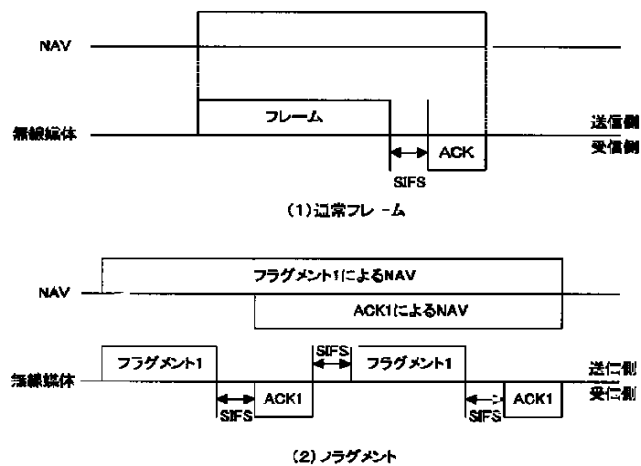 NAV
フレーム
無線媒体
送信側
受信側
ACK
SIFS
(1)通常フレーム
フラグメント1によるNAV
NAV
ACK1によるNAV
フラグメント1
SIFS
フラグメント1
無線媒体
送信側
受信側
SIFS
ACK1
SIFS
ACK1
(2)フラグメント